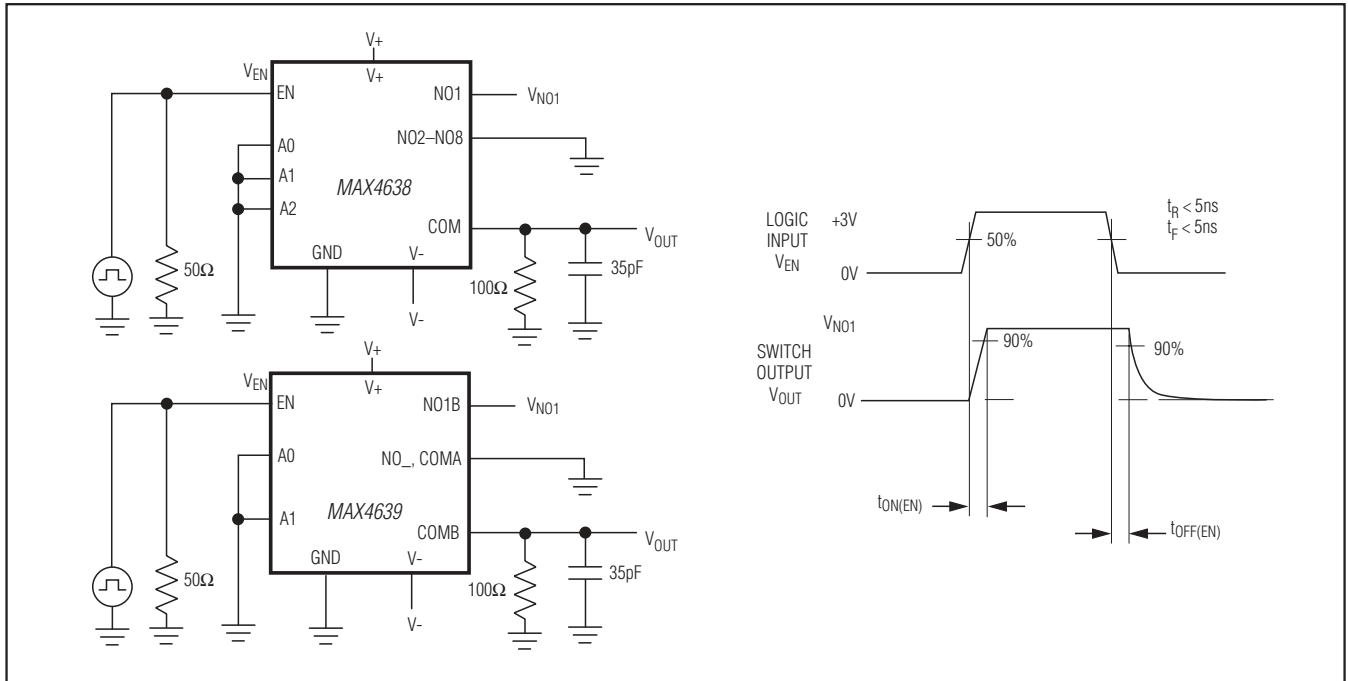 V+
V+
VEN
EN
NO1
VNO1
A0
NO2–NO8
A1
MAX4638
A2
COM
VOUT
GND
V-
50Ω
100Ω
35pF
V-
V+
V+
VEN
EN
NO1B
VNO1
A0
NO_, COMA
A1
MAX4639
COMB
VOUT
GND
V-
50Ω
100Ω
35pF
V-
LOGIC
INPUT
VEN
+3V
50%
0V
tR < 5ns
tF < 5ns
VNO1
SWITCH
OUTPUT
VOUT
90%
90%
0V
tON(EN)
tOFF(EN)